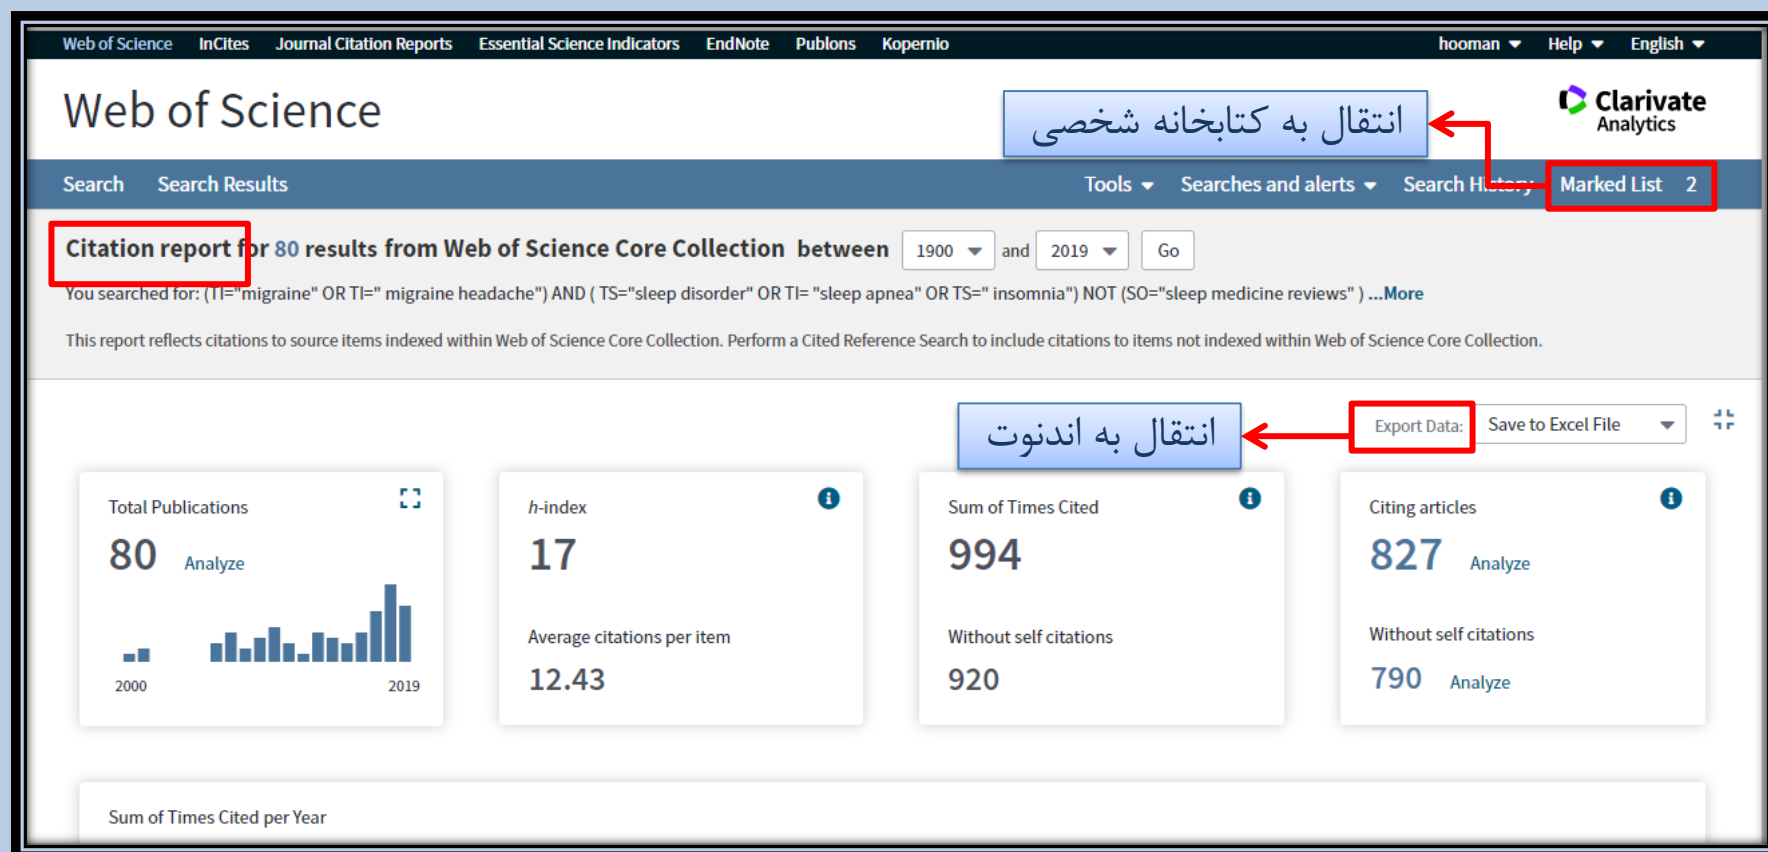 Web of Science InCites Journal Citation Reports Essential Science Indicators EndNote Publons Kopernio hooman Help English
Web of Science
انتقال به کتابخانه شخصی
Clarivate
Analytics
Search Search Results Tools Searches and alerts Search History Marked List 2
Citation report for 80 results from Web of Science Core Collection between 1900 and 2019 Go
You searched for: (TI="migraine" OR TI=" migraine headache") AND ( TS="sleep disorder" OR TI= "sleep apnea" OR TS=" insomnia") NOT (SO="sleep medicine reviews" ) ...More
This report reflects citations to source items indexed within Web of Science Core Collection. Perform a Cited Reference Search to include citations to items not indexed within Web of Science Core Collection.
انتقال به اندنوت
Export Data: Save to Excel File
Total Publications
80 Analyze
2000 2019
h-index
17
Average citations per item
12.43
Sum of Times Cited
994
Without self citations
920
Citing articles
827 Analyze
Without self citations
790 Analyze
Sum of Times Cited per Year